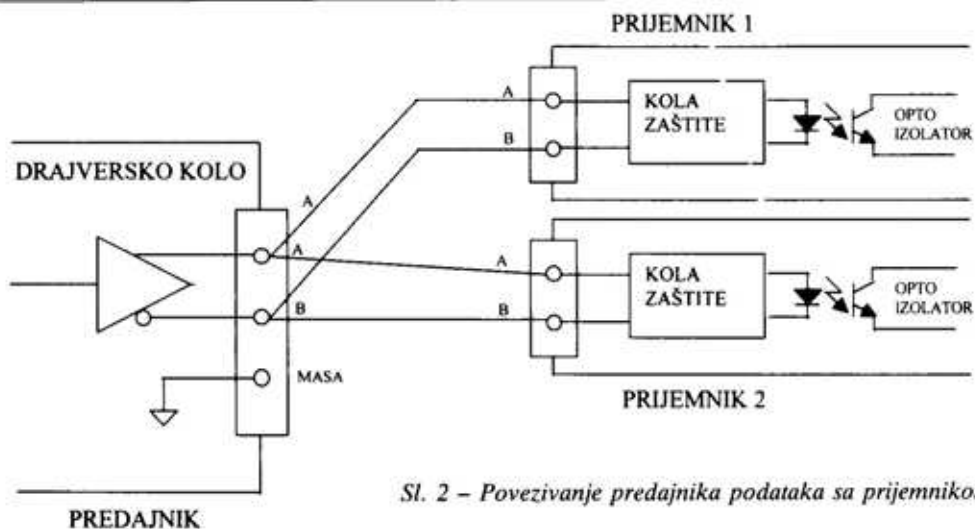 PRIJEMNIK 1
A
B
KOLA
ZAŠTITE
OPTO
IZOLATOR
DRAJVERSKO KOLO
A
A
B
MASA
A
B
KOLA
ZAŠTITE
OPTO
IZOLATOR
PRIJEMNIK 2
PREDAJNIK
Sl. 2 – Povezivanje predajnika podataka sa prijemniko